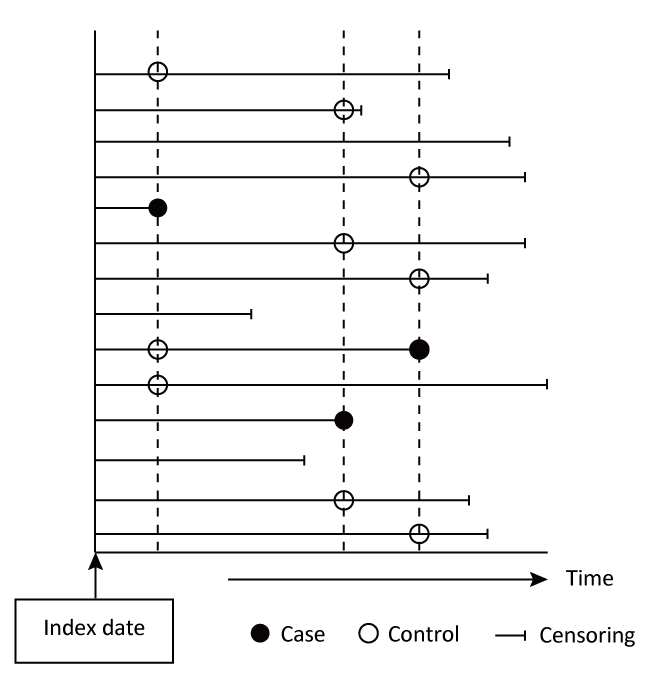 Time
Index date
Case
Control
Censoring